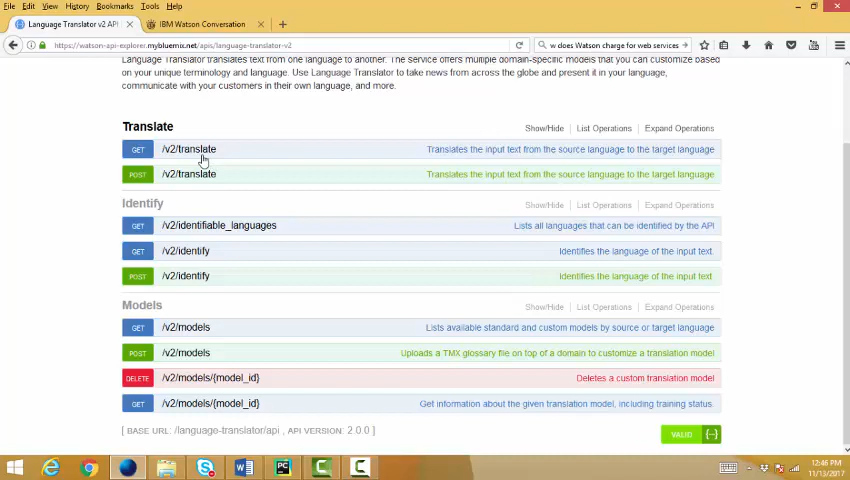 File Edit View History Bookmarks Tools Help
Language Translator v2 API
IBM Watson Conversation
https://watson-api-explorer.mybluemix.net/apis/language-translator-v2
w does Watson charge for web services
Language Translator translates text from one language to another. The service offers multiple domain-specific models that you can customize based
on your unique terminology and language. Use Language Translator to take news from across the globe and present it in your language,
communicate with your customers in their own language, and more.
Translate Show/Hide List Operations Expand Operations
GET /v2/translate Translates the input text from the source language to the target language
POST /v2/translate Translates the input text from the source language to the target language
Identify Show/Hide List Operations Expand Operations
GET /v2/identifiable_languages Lists all languages that can be identified by the API
GET /v2/identify Identifies the language of the input text.
POST /v2/identify Identifies the language of the input text.
Models Show/Hide List Operations Expand Operations
GET /v2/models Lists available standard and custom models by source or target language
POST /v2/models Uploads a TMX glossary file on top of a domain to customize a translation model
DELETE /v2/models/{model_id} Deletes a custom translation model
GET /v2/models/{model_id} Get information about the given translation model, including training status.
[ BASE URL: /language-translator/api , API VERSION: 2.0.0 ]
VALID {--}
12:46 PM
11/13/2017